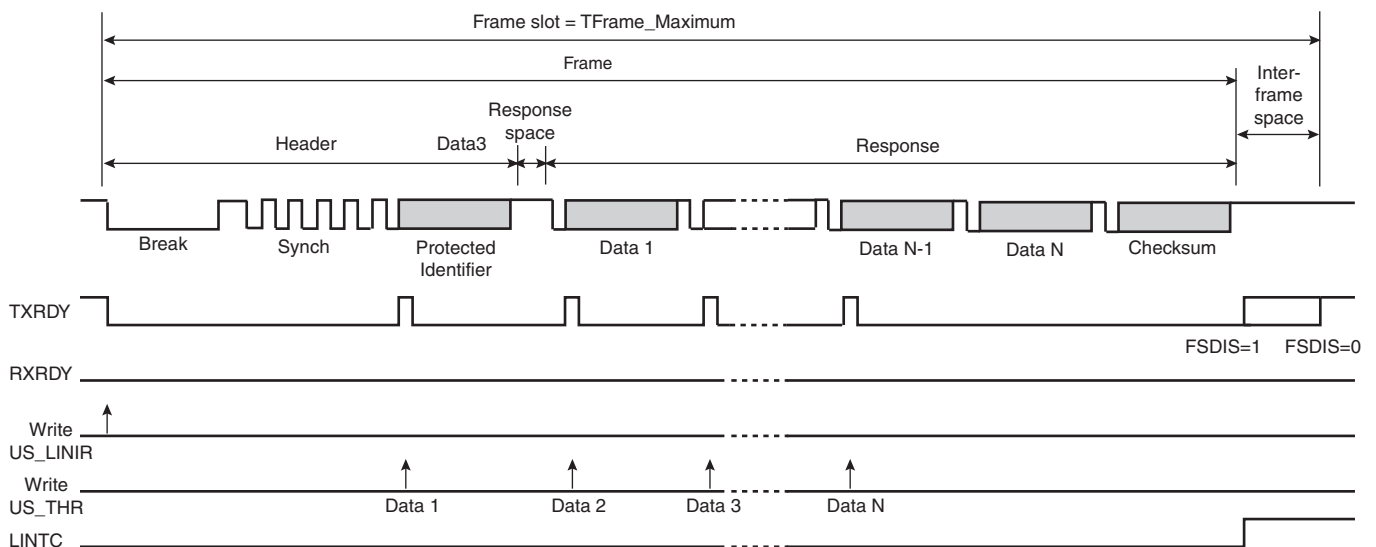 Frame slot = TFrame_Maximum
Frame
Inter-
frame
space
Response
space
Header
Data3
Response
Break
Synch
Protected
Identifier
Data 1
Data N-1
Data N
Checksum
TXRDY
FSDIS=1
FSDIS=0
RXRDY
Write
US_LINIR
Write
US_THR
Data 1
Data 2
Data 3
Data N
LINTC